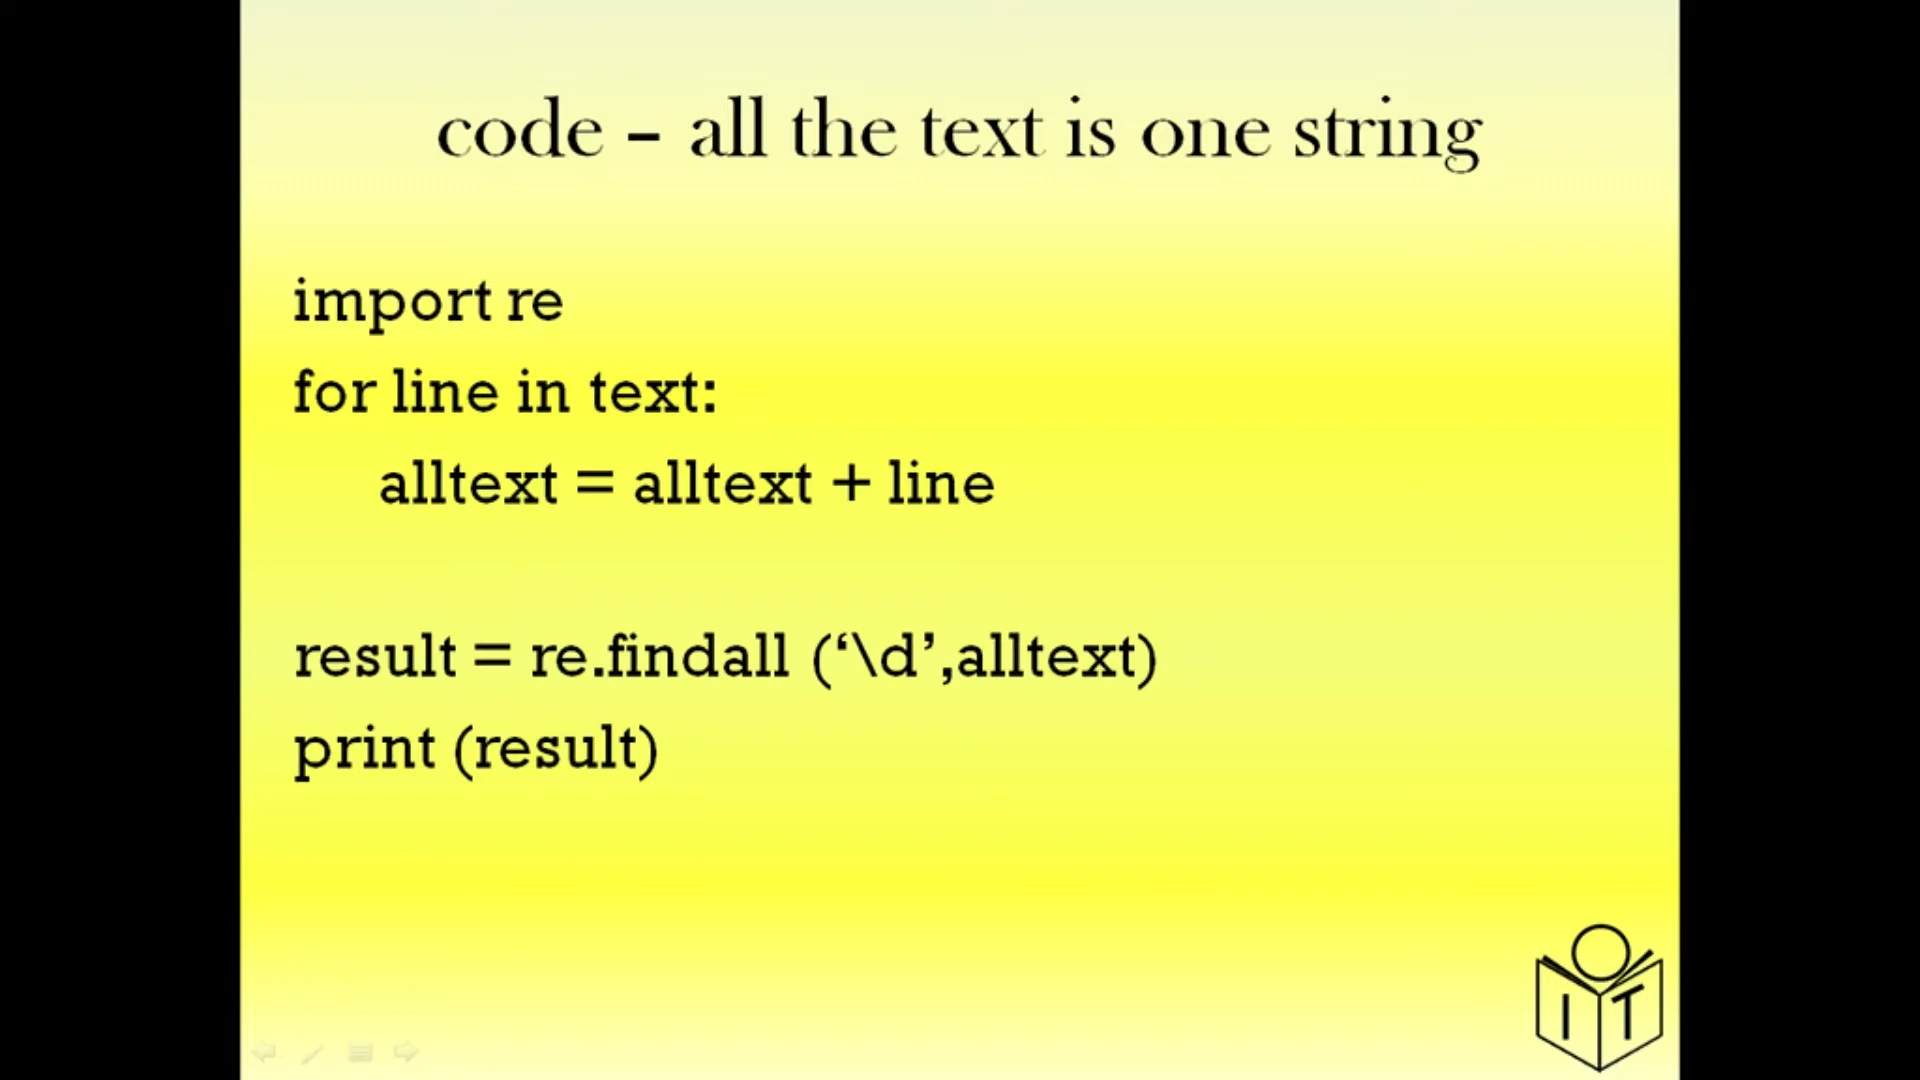 code – all the text is one string
import re
for line in text:
alltext = alltext + line
result = re.findall (‘\d’,alltext)
print (result)
IT